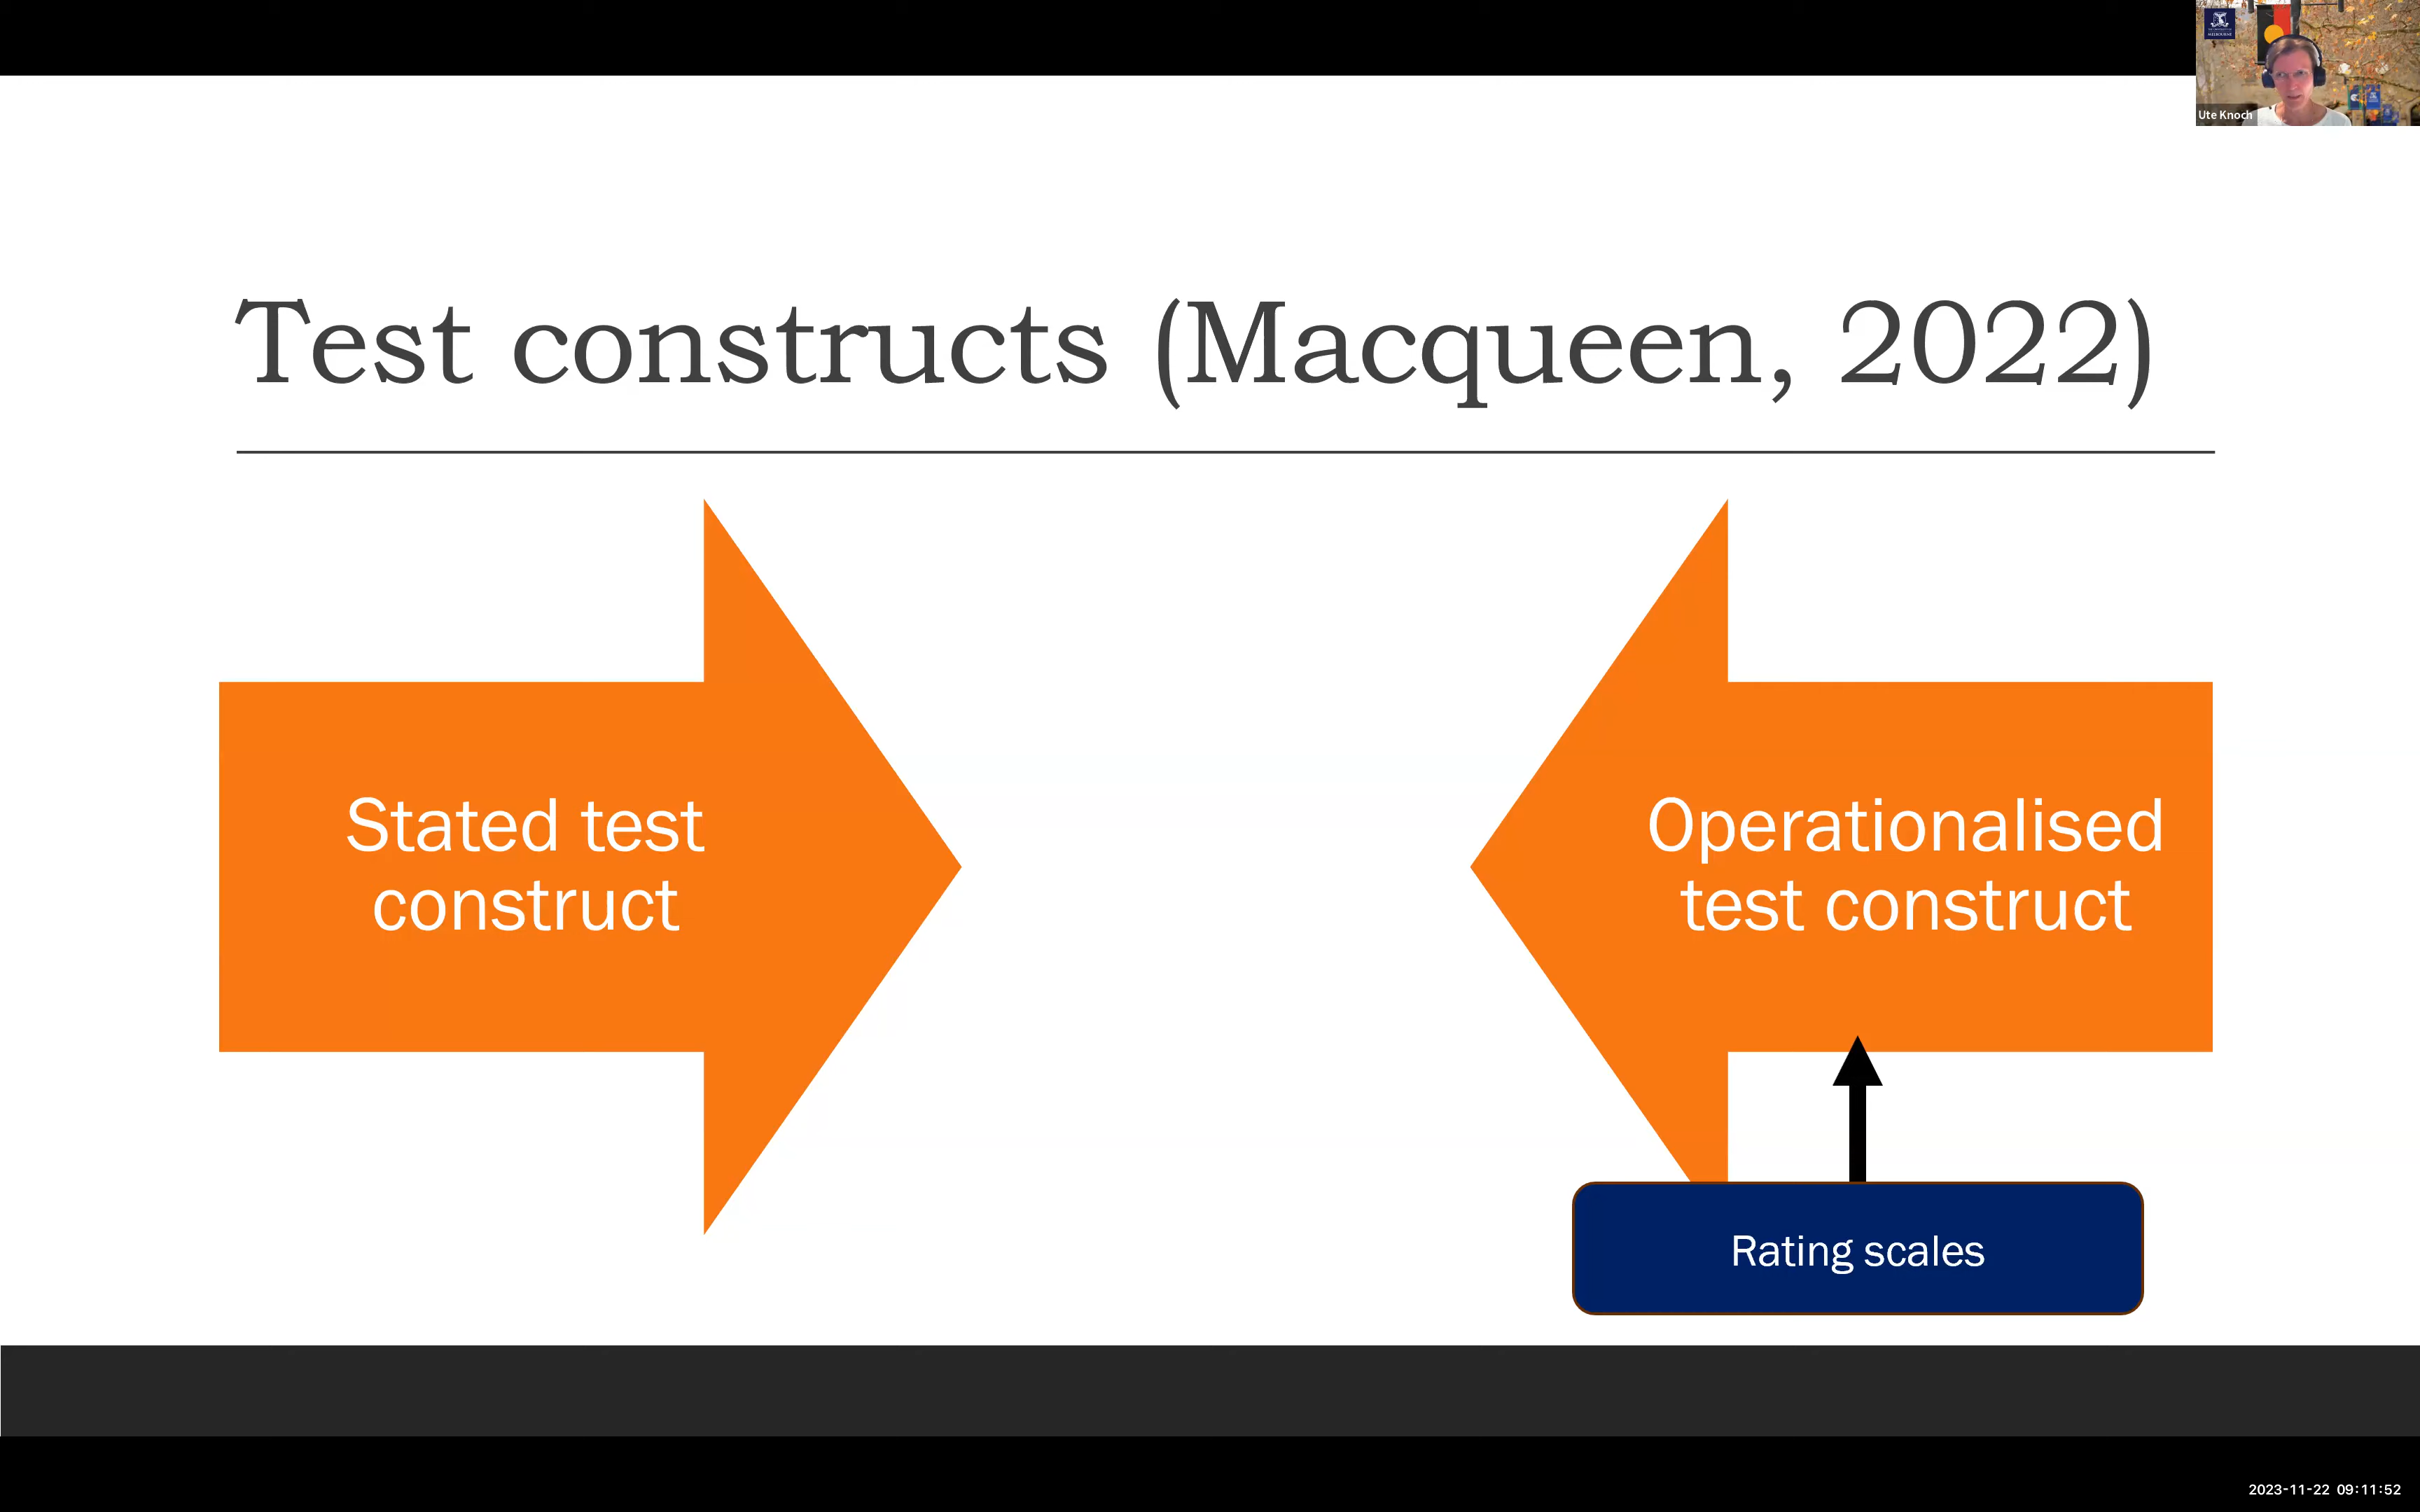 Ute Knoch
Test constructs (Macqueen, 2022)
Stated test
construct
Operationalised
test construct
Rating scales
2023-11-22 09:11:52